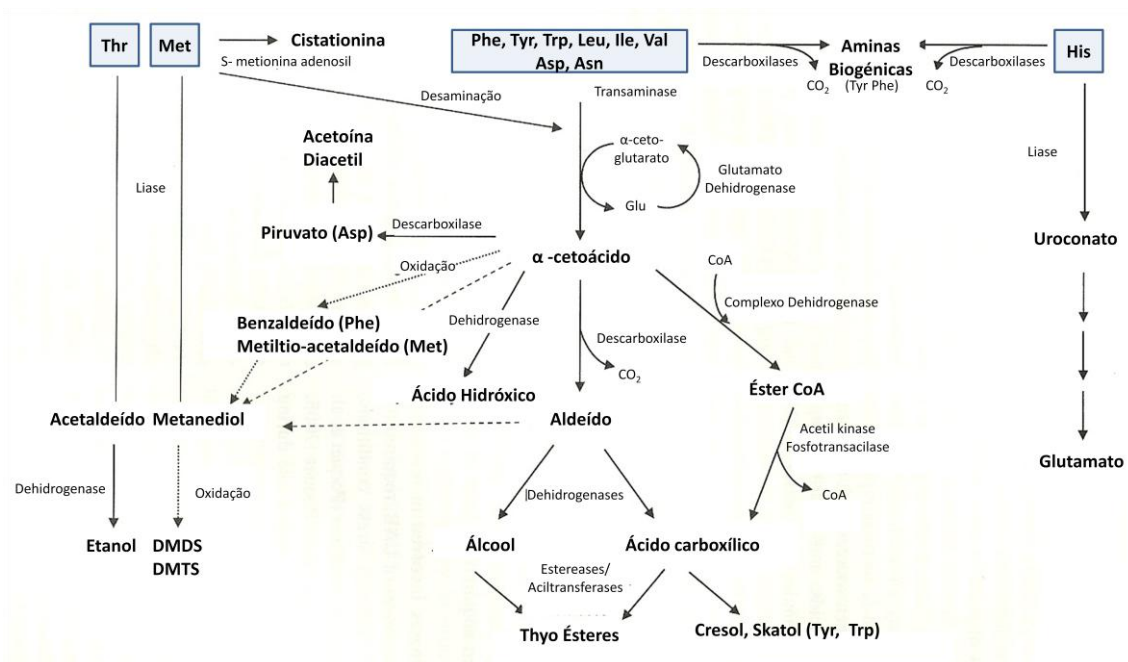 Thr
Met
Cistationina
S- metionina adenosil
Phe, Tyr, Trp, Leu, Ile, Val
Asp, Asn
Descarboxilases
CO2
Aminas
Biogénicas
(Tyr Phe)
Descarboxilases
CO2
His
Desaminação
Transaminase
α-ceto-
glutarato
Glutamato
Dehidrogenase
Glu
Acetoína
Diacetil
Liase
Liase
Piruvato (Asp)
Descarboxilase
α -cetoácido
Uroconato
Oxidação
CoA
Complexo Dehidrogenase
Benzaldeído (Phe)
Metiltio-acetaldeído (Met)
Dehidrogenase
Descarboxilase
CO2
Ácido Hidróxico
Éster CoA
Acetaldeído
Metanediol
Aldeído
Acetil kinase
Fosfotransacilase
CoA
Glutamato
Dehidrogenase
Oxidação
Dehidrogenases
Etanol
DMDS
DMTS
Álcool
Ácido carboxílico
Estereases/
Aciltransferases
Thyo Ésteres
Cresol, Skatol (Tyr, Trp)